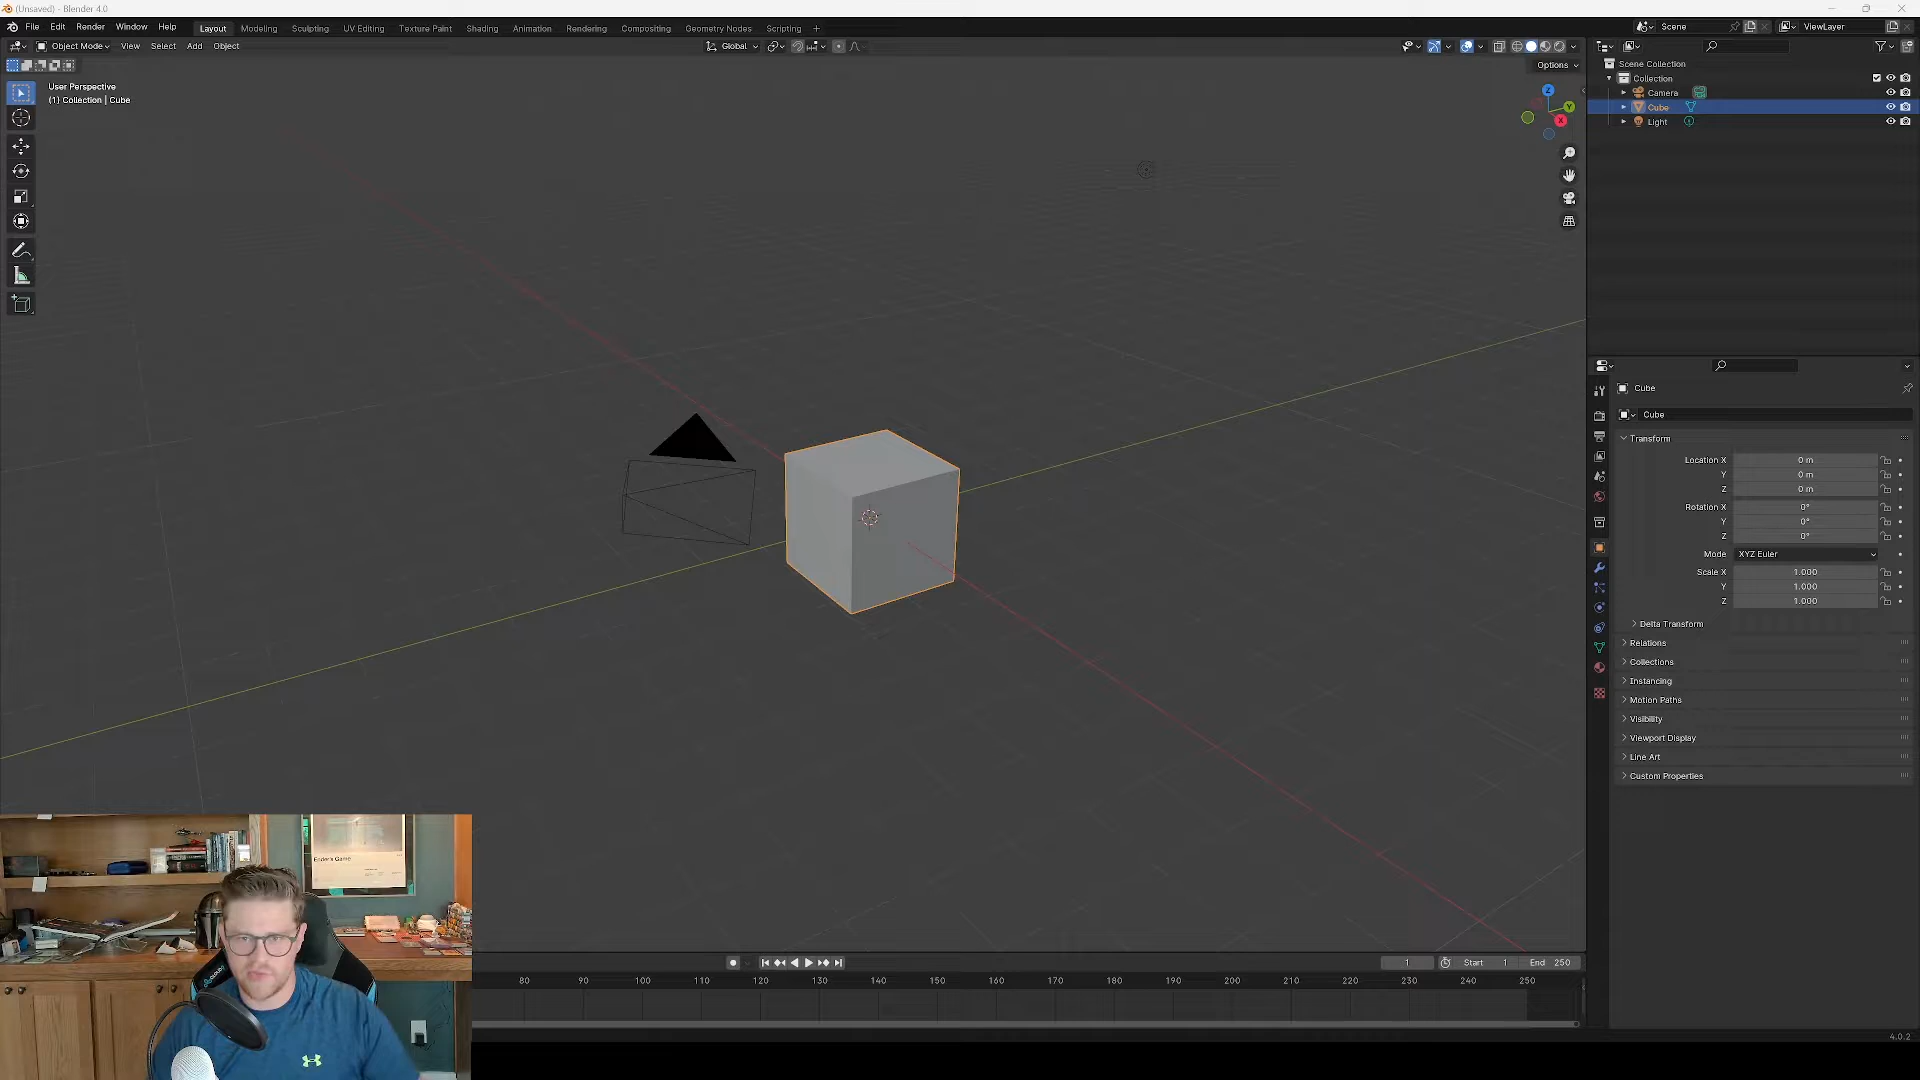 (Unsaved) - Blender 4.0
File Edit Render Window Help
Layout Modeling Sculpting UV Editing Texture Paint Shading Animation Rendering Compositing Geometry Nodes Scripting +
Scene
ViewLayer
Object Mode View Select Add Object
Global
Options
User Perspective
(1) Collection | Cube
Z
Y
X
Scene Collection
Collection
Camera
Cube
Light
Cube
Cube
Transform
Location X 0 m
Y 0 m
Z 0 m
Rotation X 0°
Y 0°
Z 0°
Mode XYZ Euler
Scale X 1.000
Y 1.000
Z 1.000
Delta Transform
Relations
Collections
Instancing
Motion Paths
Visibility
Viewport Display
Line Art
Custom Properties
Ender's Game
1 Start 1 End 250
80 90 100 110 120 130 140 150 160 170 180 190 200 210 220 230 240 250
4.0.2